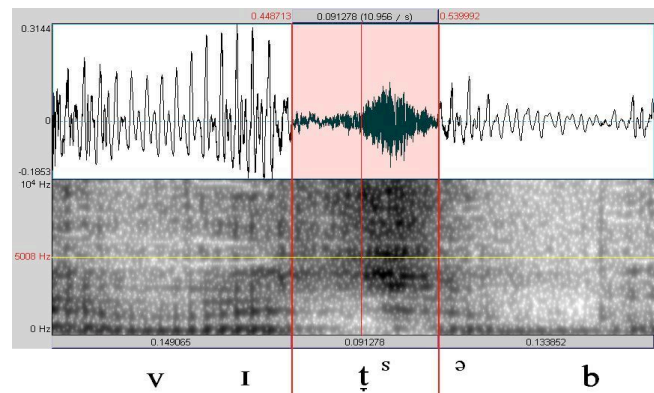 0.448713 0.091278 (10.956 / s) 0.539992
0.3144
0
-0.1853
10⁴ Hz
5008 Hz
0 Hz
0.149065 0.091278 0.133852
v ɪ t̞ˢ ᵊ q